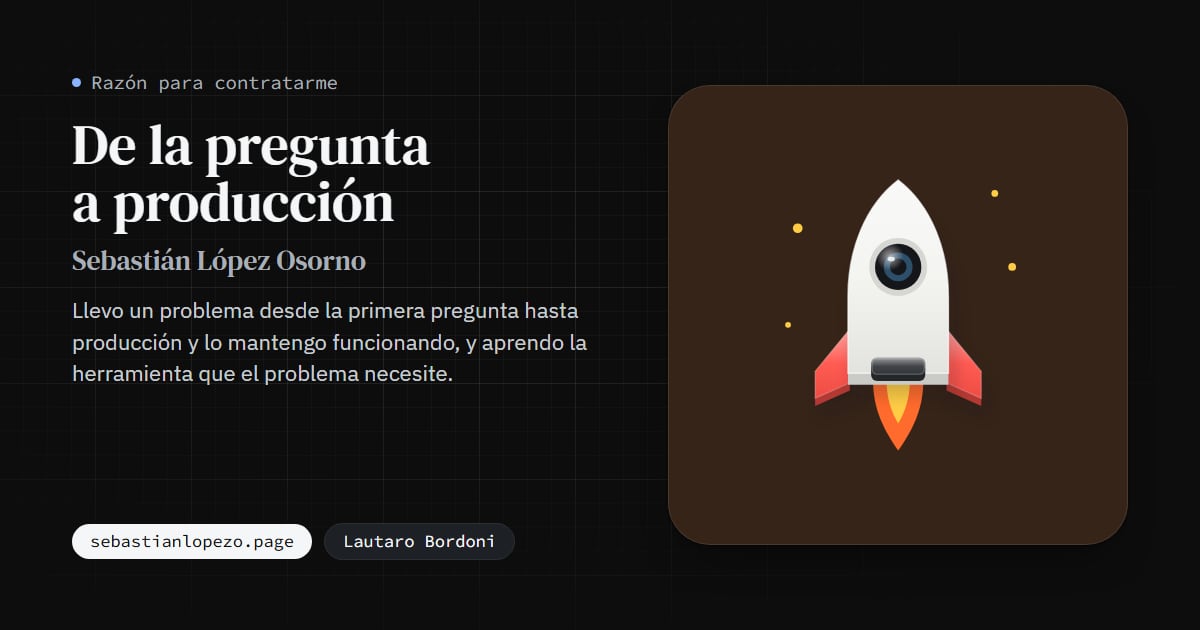 Razón para contratarme
De la pregunta
a producción
Sebastián López Osorno
Llevo un problema desde la primera pregunta hasta
producción y lo mantengo funcionando, y aprendo la
herramienta que el problema necesite.
sebastianlopezo.page
Lautaro Bordoni